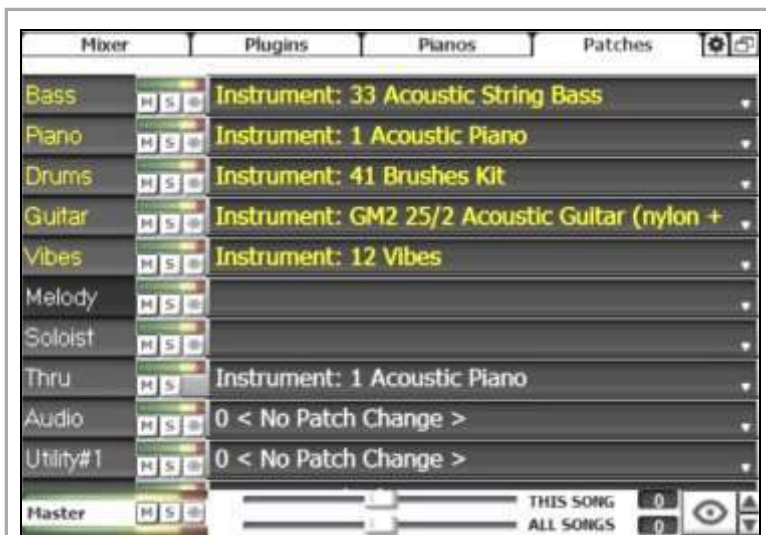 Mixer Plugins Pianos Patches
Bass M S Instrument: 33 Acoustic String Bass
Piano M S Instrument: 1 Acoustic Piano
Drums M S Instrument: 41 Brushes Kit
Guitar M S Instrument: GM2 25/2 Acoustic Guitar (nylon +
Vibes M S Instrument: 12 Vibes
Melody M S
Soloist M S
Thru M S Instrument: 1 Acoustic Piano
Audio M S 0 < No Patch Change >
Utility#1 M S 0 < No Patch Change >
Master M S THIS SONG 0
ALL SONGS 0